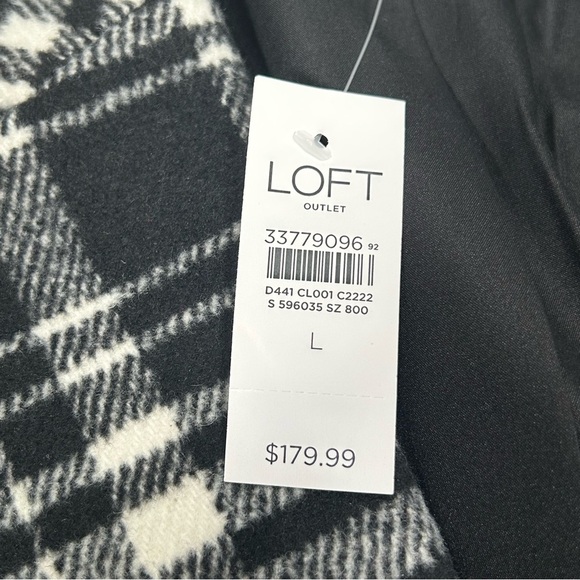 LOFT
OUTLET
33779096 92
D441 CL001 C2222
S 596035 SZ 800
L
$179.99